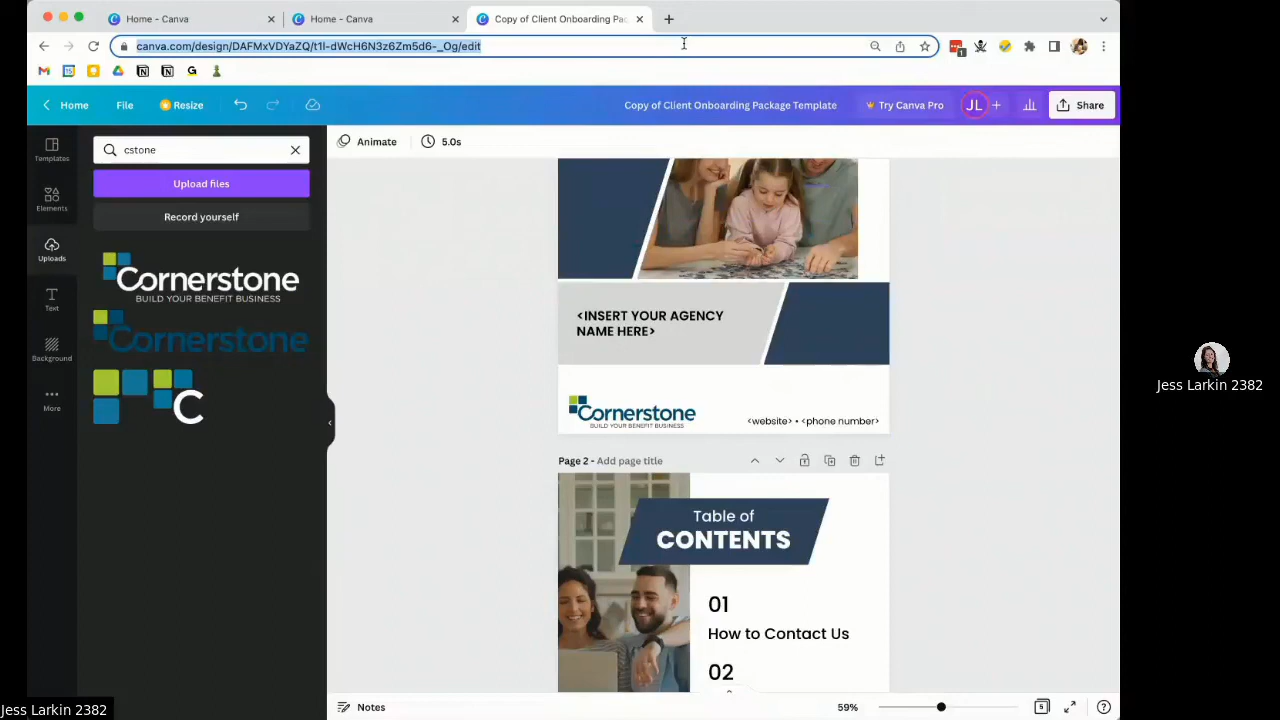 Home - Canva
Home - Canva
Copy of Client Onboarding Pac
canva.com/design/DAFMxVDYaZQ/t1l-dWcH6N3z6Zm5d6-_Og/edit
Home
File
Resize
Copy of Client Onboarding Package Template
Try Canva Pro
JL
Share
Templates
Elements
Uploads
Text
Background
More
cstone
Upload files
Record yourself
Cornerstone
BUILD YOUR BENEFIT BUSINESS
Cornerstone
C
Animate
5.0s
<INSERT YOUR AGENCY
NAME HERE>
Cornerstone
BUILD YOUR BENEFIT BUSINESS
<website> • <phone number>
Page 2 - Add page title
Table of
CONTENTS
01
How to Contact Us
02
Notes
59%
5
Jess Larkin 2382
Jess Larkin 2382